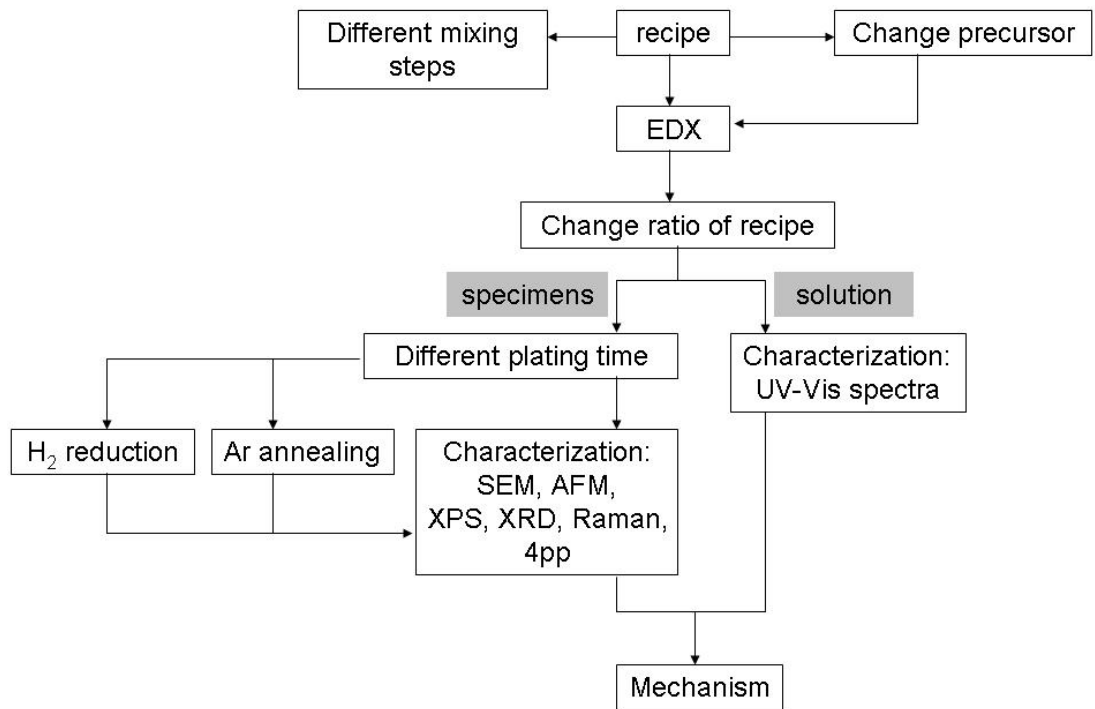 Different mixing
steps
recipe
Change precursor
EDX
Change ratio of recipe
specimens
solution
Different plating time
Characterization:
UV-Vis spectra
H₂ reduction
Ar annealing
Characterization:
SEM, AFM,
XPS, XRD, Raman,
4pp
Mechanism